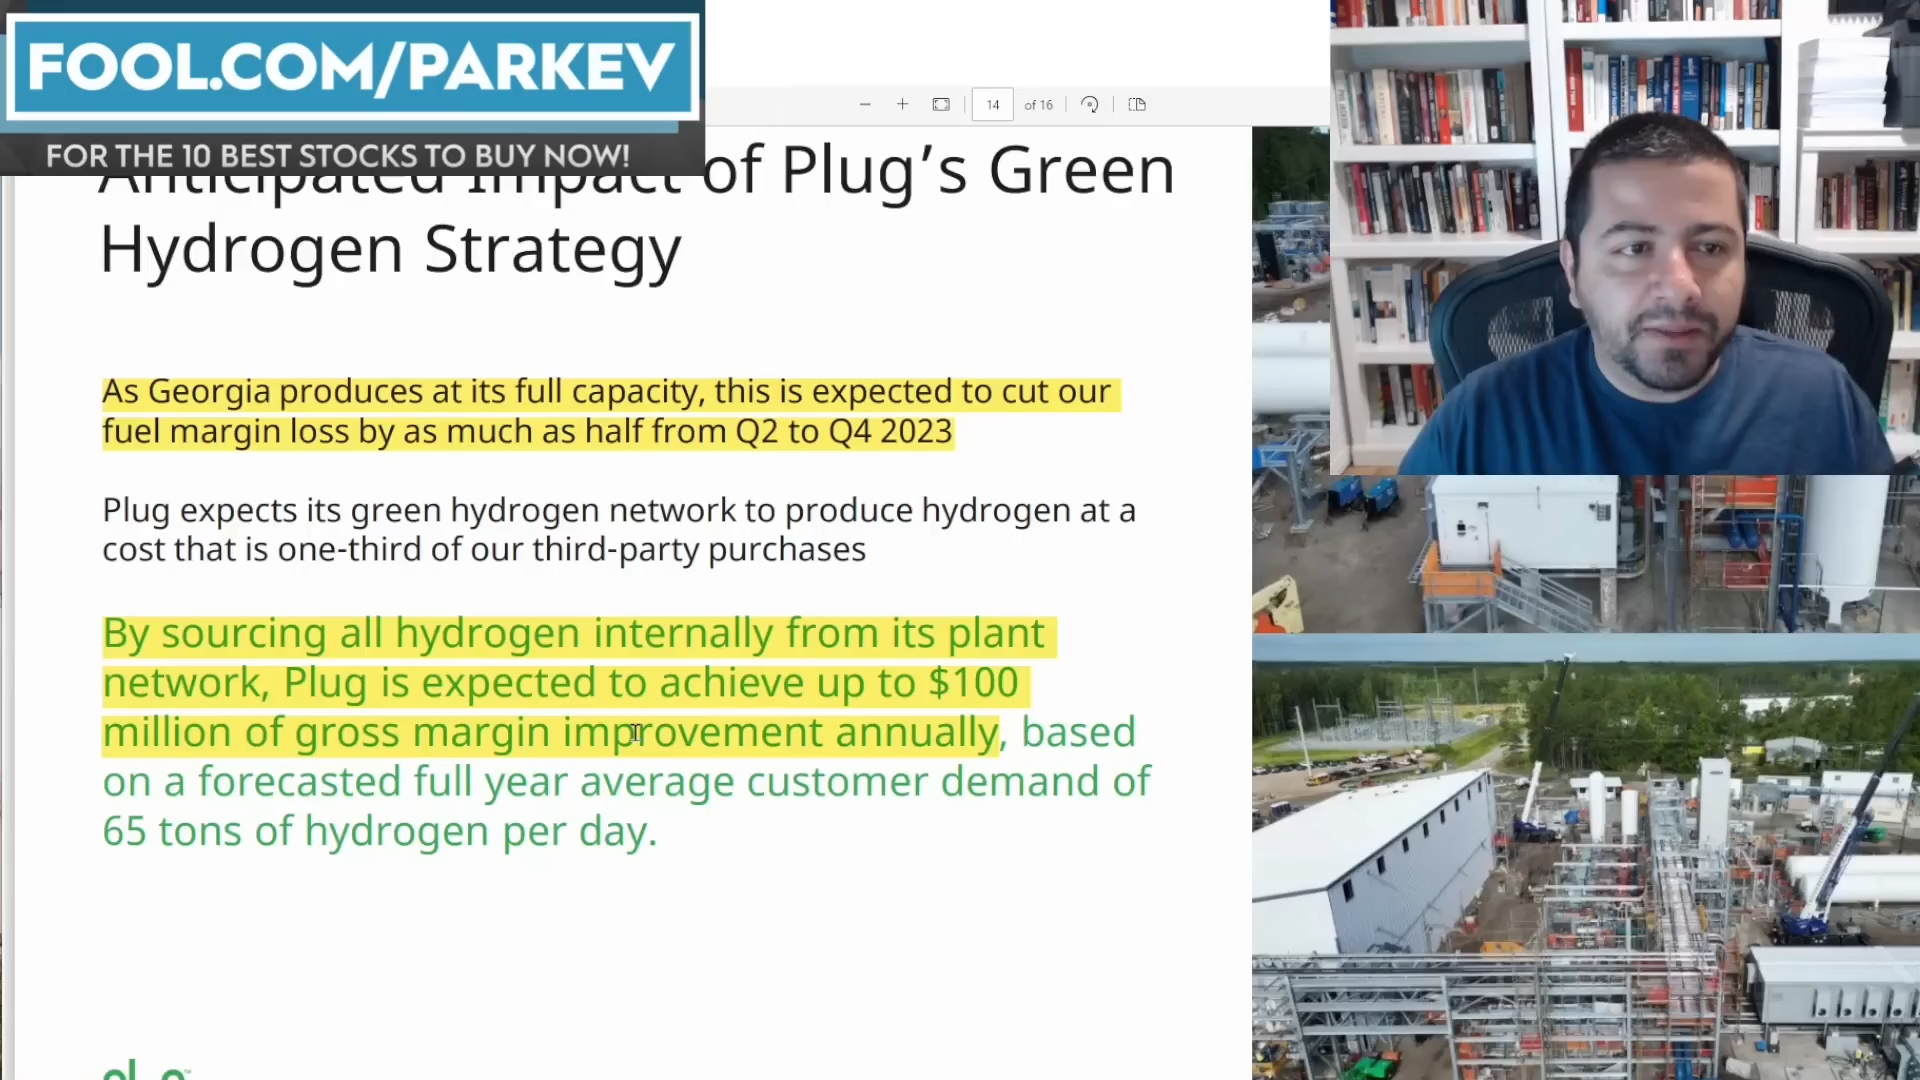 FOOL.COM/PARKEV
FOR THE 10 BEST STOCKS TO BUY NOW!
14 of 16
Anticipated Impact of Plug's Green
Hydrogen Strategy
As Georgia produces at its full capacity, this is expected to cut our
fuel margin loss by as much as half from Q2 to Q4 2023
Plug expects its green hydrogen network to produce hydrogen at a
cost that is one-third of our third-party purchases
By sourcing all hydrogen internally from its plant
network, Plug is expected to achieve up to $100
million of gross margin improvement annually, based
on a forecasted full year average customer demand of
65 tons of hydrogen per day.